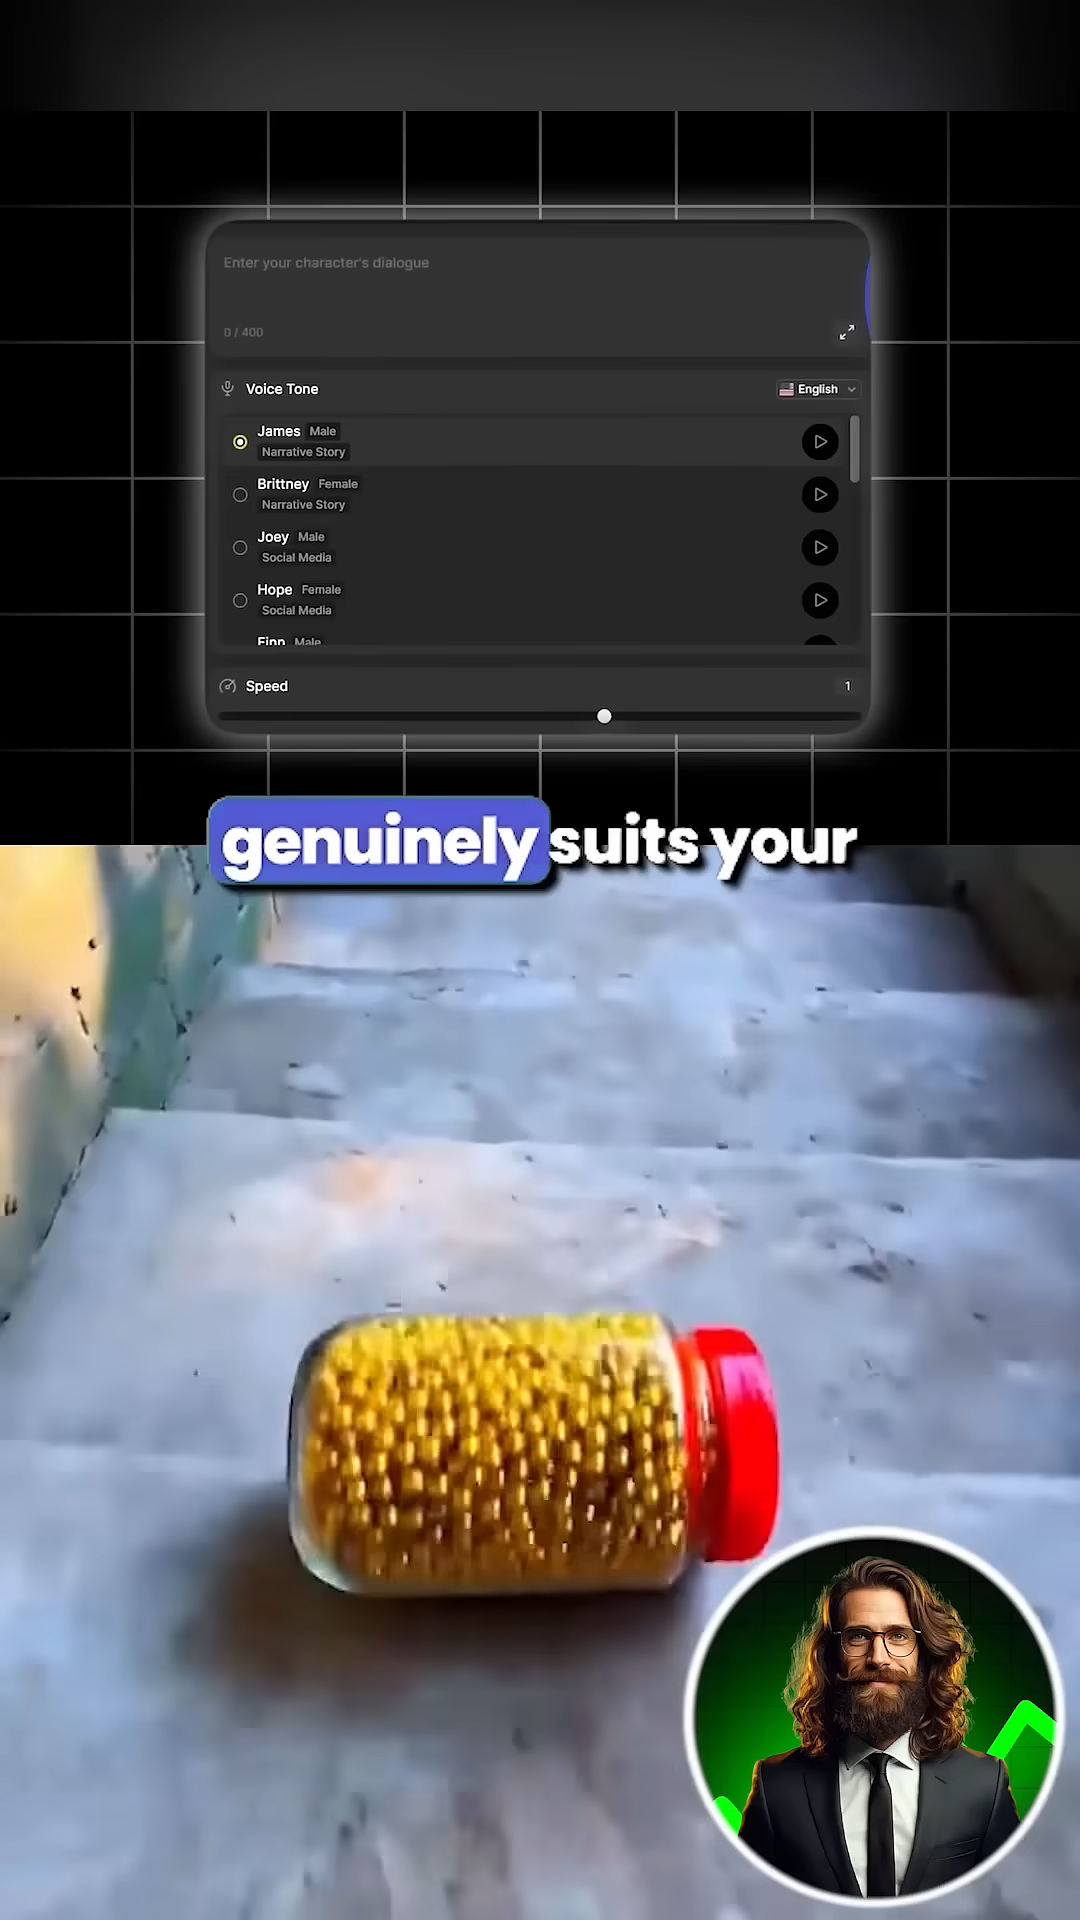 Enter your character's dialogue
0 / 400
Voice Tone
English
James Male
Narrative Story
Brittney Female
Narrative Story
Joey Male
Social Media
Hope Female
Social Media
Finn Male
Speed
1
genuinely suits your